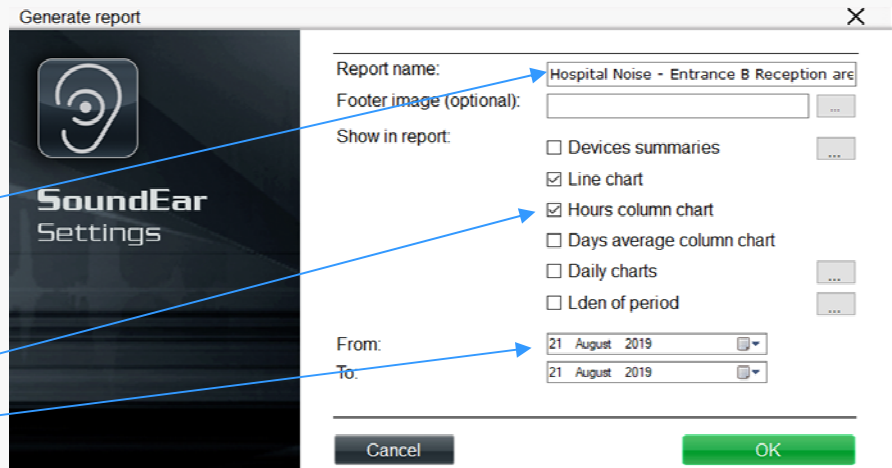 Generate report
SoundEar
Settings
Report name:
Hospital Noise - Entrance B Reception are
Footer image (optional):
...
Show in report:
Devices summaries
...
Line chart
Hours column chart
Days average column chart
Daily charts
...
Lden of period
...
From:
21 August 2019
To:
21 August 2019
Cancel
OK